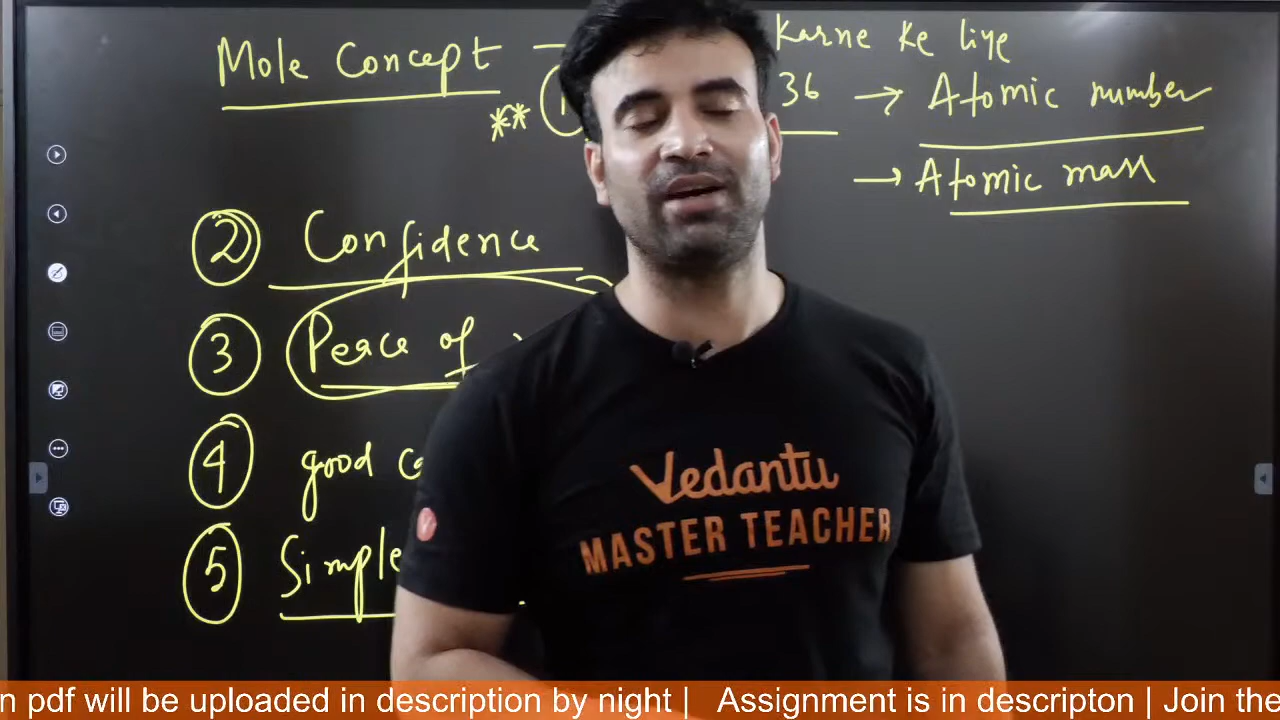 Mole Concept —
Karne Ke liye
** 1
36 → Atomic number
→ Atomic mass
② Confidence
③ Peace of
④ good
⑤ Simple
Vedantu
MASTER TEACHER
n pdf will be uploaded in description by night | Assignment is in descripton | Join the